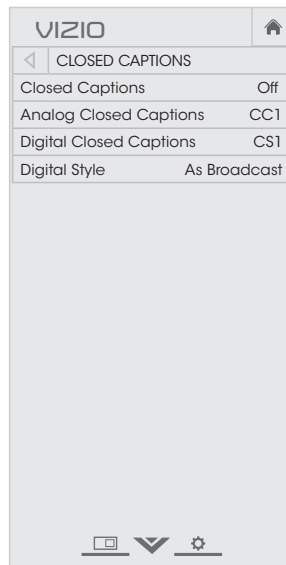 VIZIO
CLOSED CAPTIONS
Closed Captions Off
Analog Closed Captions CC1
Digital Closed Captions CS1
Digital Style As Broadcast